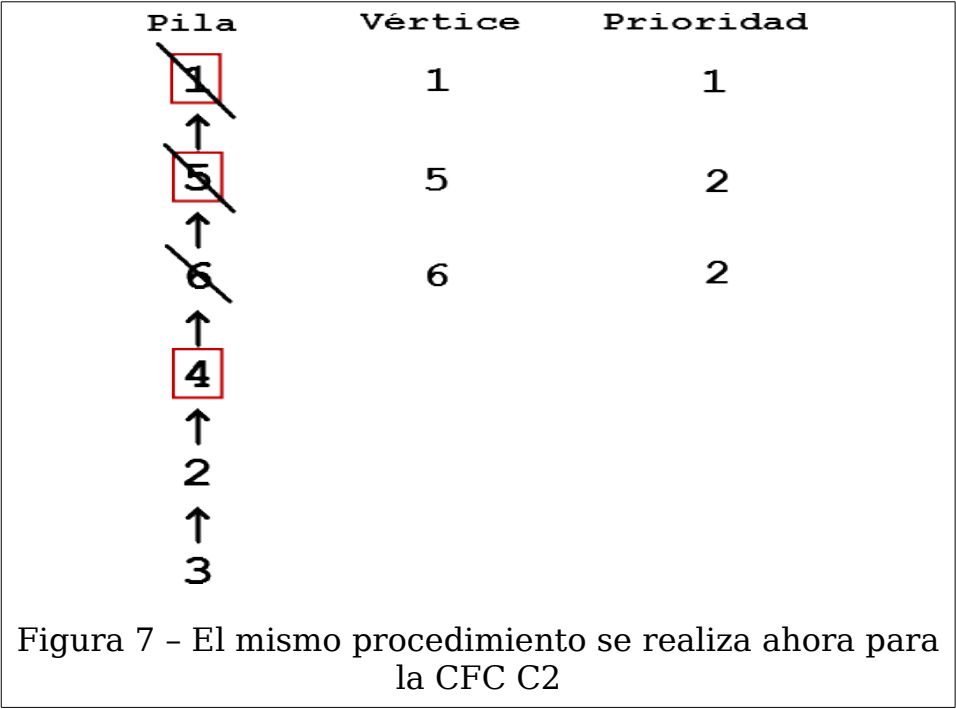 Pila Vértice Prioridad
1 1 1
5 5 2
6 6 2
4
2
3
Figura 7 – El mismo procedimiento se realiza ahora para
la CFC C2